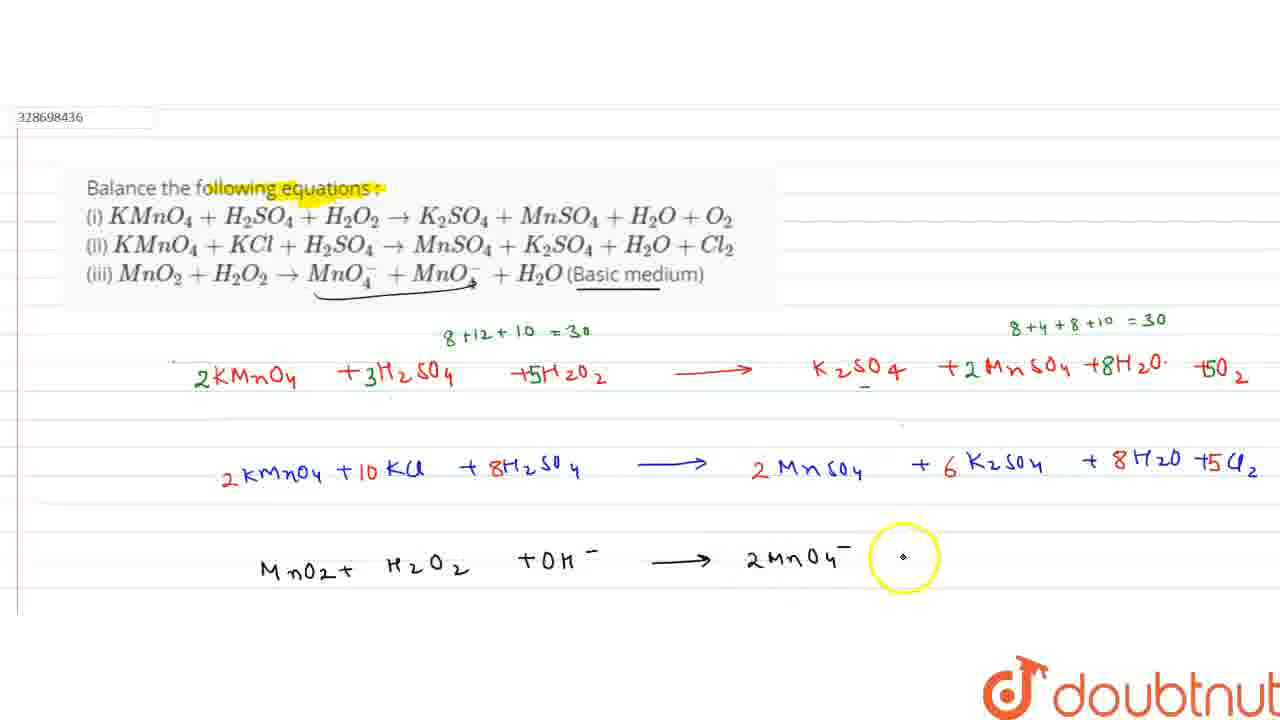 328698436
Balance the following equations :
(i) KMnO₄ + H₂SO₄ + H₂O₂ → K₂SO₄ + MnSO₄ + H₂O + O₂
(II) KMnO₄ + KCl + H₂SO₄ → MnSO₄ + K₂SO₄ + H₂O + Cl₂
(iii) MnO₂ + H₂O₂ → MnO₄⁻ + MnO₄⁻ + H₂O (Basic medium)
8+12+10 = 30 8+4+8+10 = 30
2KMnO₄ + 3H₂SO₄ + 5H₂O₂ → K₂SO₄ + 2MnSO₄ + 8H₂O + 5O₂
2KMnO₄ + 10KCl + 8H₂SO₄ → 2MnSO₄ + 6K₂SO₄ + 8H₂O + 5Cl₂
MnO₂ + H₂O₂ + OH⁻ → 2MnO₄⁻
doubtnut